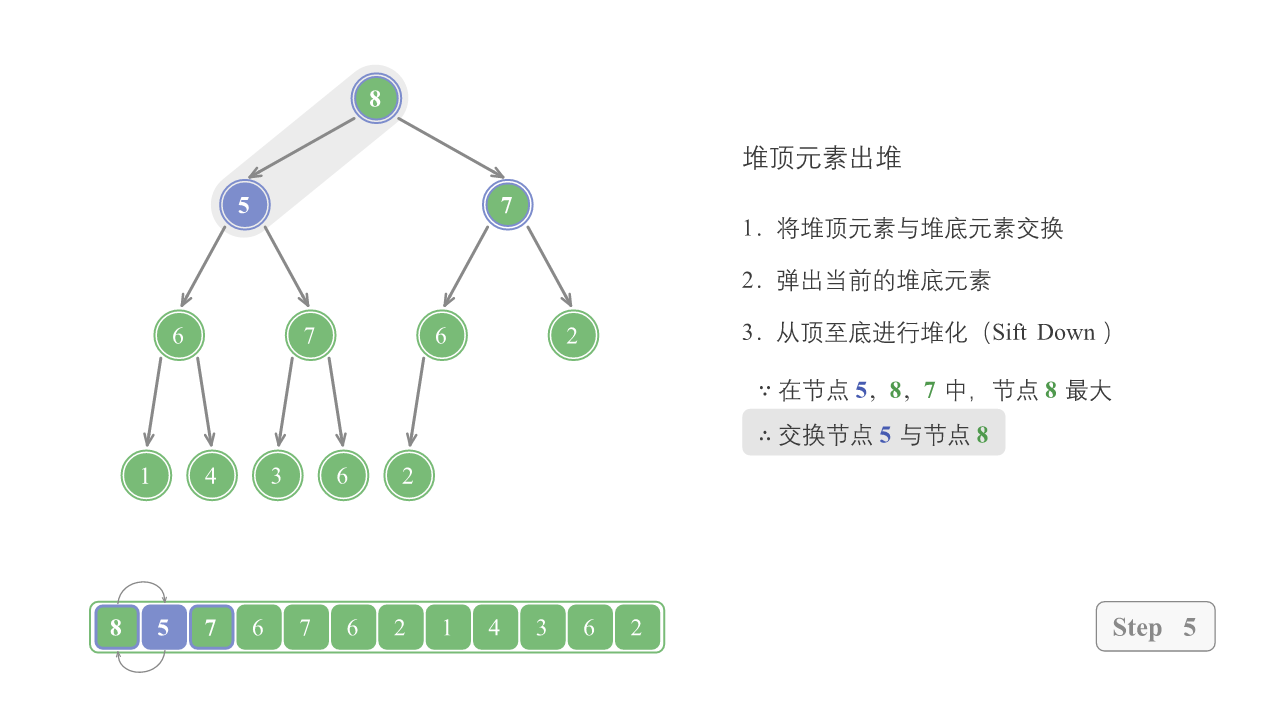 8
5 7
6 7 6 2
1 4 3 6 2
堆顶元素出堆
1. 将堆顶元素与堆底元素交换
2. 弹出当前的堆底元素
3. 从顶至底进行堆化（Sift Down）
∵ 在节点 5, 8, 7 中, 节点 8 最大
∴ 交换节点 5 与节点 8
8 5 7 6 7 6 2 1 4 3 6 2
Step 5